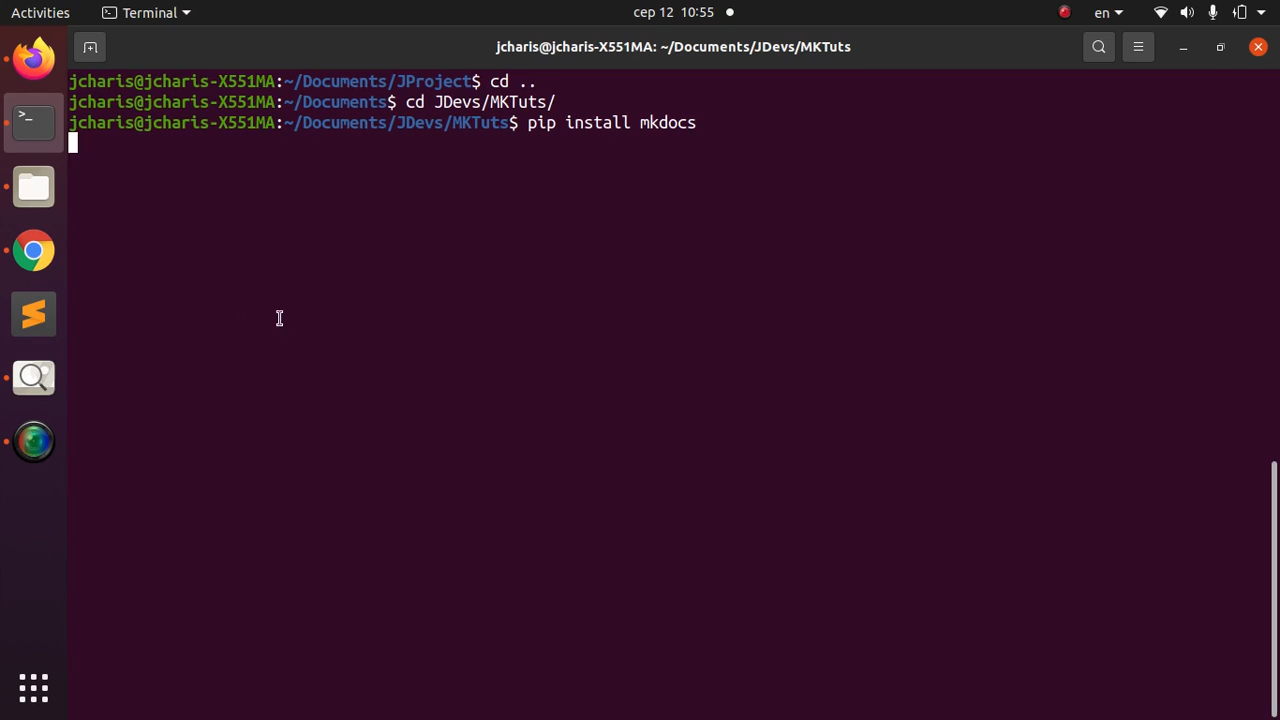 Activities
Terminal
сер 12 10:55
en
jcharis@jcharis-X551MA: ~/Documents/JDevs/MKTuts
jcharis@jcharis-X551MA:~/Documents/JProject$ cd ..
jcharis@jcharis-X551MA:~/Documents$ cd JDevs/MKTuts/
jcharis@jcharis-X551MA:~/Documents/JDevs/MKTuts$ pip install mkdocs